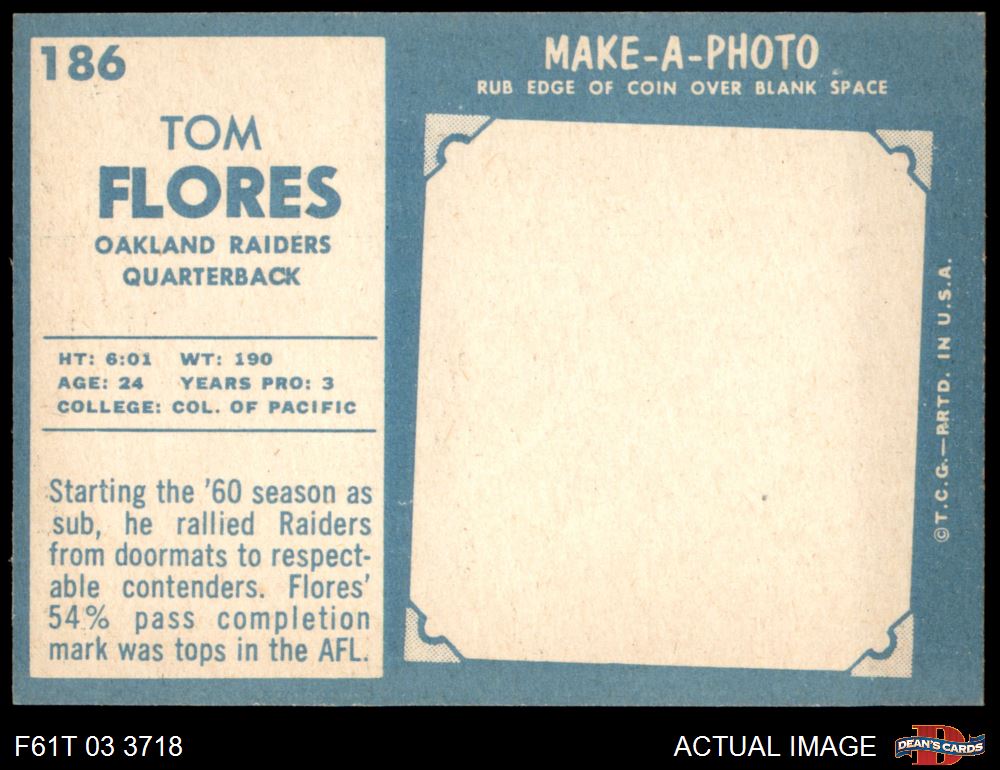 186
TOM
FLORES
OAKLAND RAIDERS
QUARTERBACK
HT: 6:01 WT: 190
AGE: 24 YEARS PRO: 3
COLLEGE: COL. OF PACIFIC
Starting the '60 season as
sub, he rallied Raiders
from doormats to respect-
able contenders. Flores'
54% pass completion
mark was tops in the AFL.
MAKE-A-PHOTO
RUB EDGE OF COIN OVER BLANK SPACE
©T.C.G.—PRTD. IN U.S.A.
F61T 03 3718
ACTUAL IMAGE
D
DEAN'S CARDS